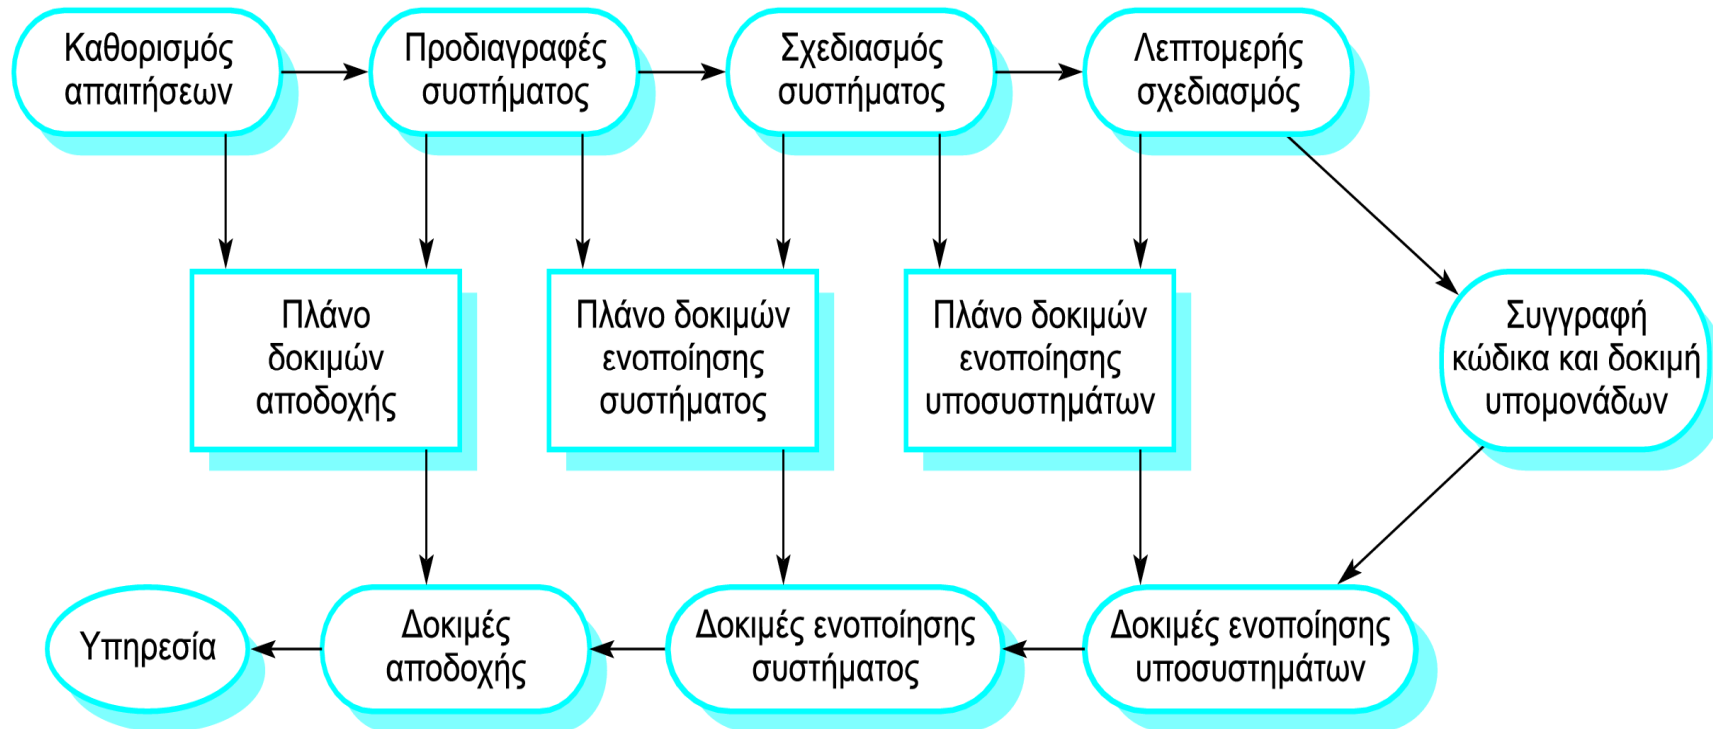 Καθορισμός
απαιτήσεων
Προδιαγραφές
συστήματος
Σχεδιασμός
συστήματος
Λεπτομερής
σχεδιασμός
Πλάνο
δοκιμών
αποδοχής
Πλάνο δοκιμών
ενοποίησης
συστήματος
Πλάνο δοκιμών
ενοποίησης
υποσυστημάτων
Συγγραφή
κώδικα και δοκιμή
υπομονάδων
Υπηρεσία
Δοκιμές
αποδοχής
Δοκιμές ενοποίησης
συστήματος
Δοκιμές ενοποίησης
υποσυστημάτων